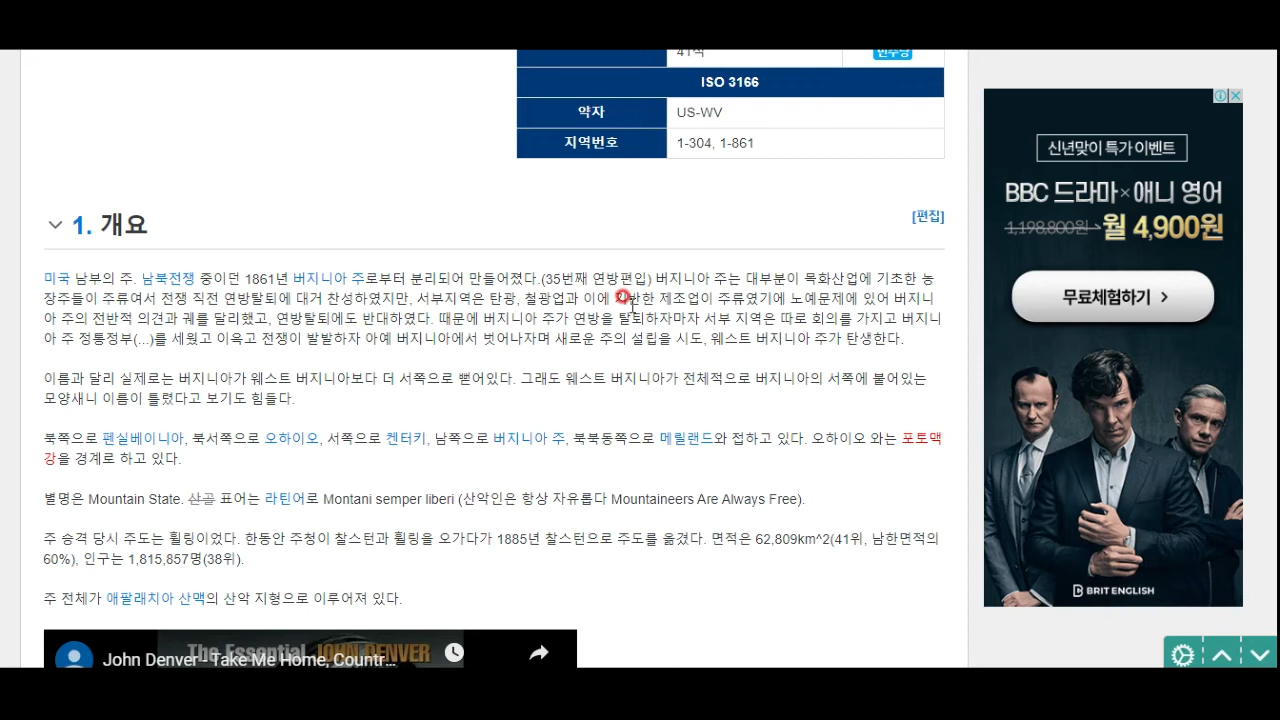 41석
민주당
ISO 3166
약자 US-WV
지역번호 1-304, 1-861
1. 개요
[편집]
미국 남부의 주. 남북전쟁 중이던 1861년 버지니아 주로부터 분리되어 만들어졌다.(35번째 연방편입) 버지니아 주는 대부분이 목화산업에 기초한 농
장주들이 주류여서 전쟁 직전 연방탈퇴에 대거 찬성하였지만, 서부지역은 탄광, 철광업과 이에 기반한 제조업이 주류였기에 노예문제에 있어 버지니
아 주의 전반적 의견과 궤를 달리했고, 연방탈퇴에도 반대하였다. 때문에 버지니아 주가 연방을 탈퇴하자마자 서부 지역은 따로 회의를 가지고 버지니
아 주 정통정부(...)를 세웠고 이윽고 전쟁이 발발하자 아예 버지니아에서 벗어나자며 새로운 주의 설립을 시도, 웨스트 버지니아 주가 탄생한다.
이름과 달리 실제로는 버지니아가 웨스트 버지니아보다 더 서쪽으로 뻗어있다. 그래도 웨스트 버지니아가 전체적으로 버지니아의 서쪽에 붙어있는
모양새니 이름이 틀렸다고 보기도 힘들다.
북쪽으로 펜실베이니아, 북서쪽으로 오하이오, 서쪽으로 켄터키, 남쪽으로 버지니아 주, 북북동쪽으로 메릴랜드와 접하고 있다. 오하이오 와는 포토맥
강을 경계로 하고 있다.
별명은 Mountain State. 산골 표어는 라틴어로 Montani semper liberi (산악인은 항상 자유롭다 Mountaineers Are Always Free).
주 승격 당시 주도는 휠링이었다. 한동안 주청이 찰스턴과 휠링을 오가다가 1885년 찰스턴으로 주도를 옮겼다. 면적은 62,809km^2(41위, 남한면적의
60%), 인구는 1,815,857명(38위).
주 전체가 애팔래치아 산맥의 산악 지형으로 이루어져 있다.
The Essential JOHN DENVER
John Denver - Take Me Home, Countr...
신년맞이 특가 이벤트
BBC 드라마×애니 영어
1,198,800원→월 4,900원
무료체험하기 >
BRIT ENGLISH